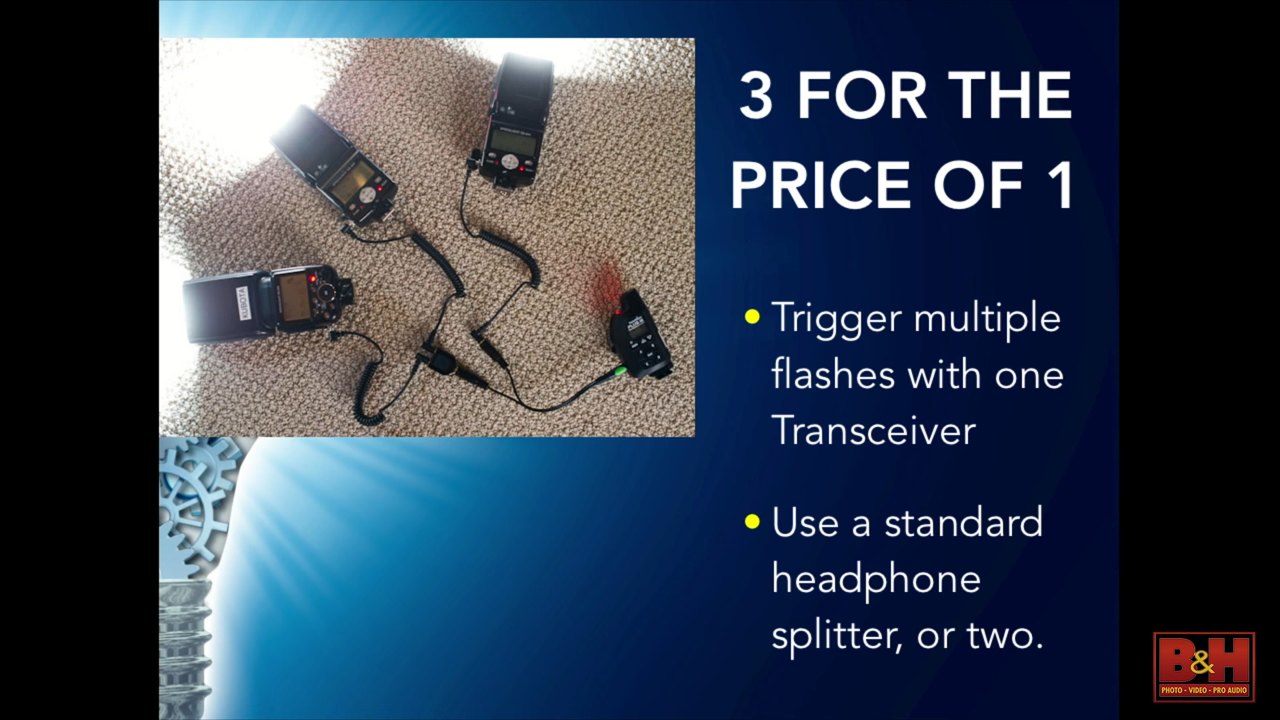 3 FOR THE
PRICE OF 1
• Trigger multiple
flashes with one
Transceiver
• Use a standard
headphone
splitter, or two.
KUBOTA
B&H
PHOTO - VIDEO - PRO AUDIO